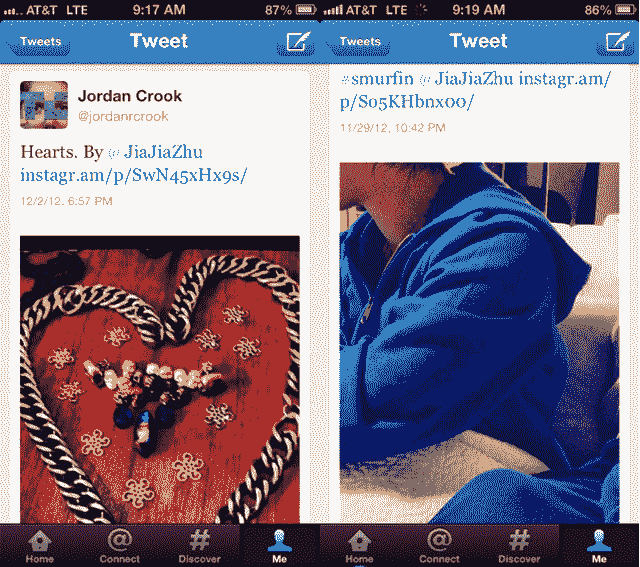 AT&T LTE 9:17 AM 87%
Tweets Tweet
Jordan Crook
@jordanrcrook
Hearts. By @JiaJiaZhu
instagr.am/p/SwN45xHx9s/
12/2/12, 6:57 PM
Home Connect Discover Me
AT&T LTE 9:19 AM 86%
Tweets Tweet
#smurfin @JiaJiaZhu instagr.am/
p/So5KHbnx00/
11/29/12, 10:42 PM
Home Connect Discover Me